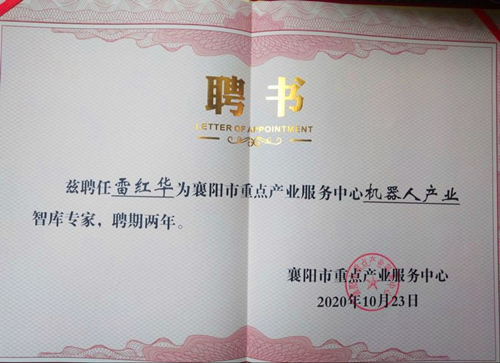 聘书
LETTER OF APPOINTMENT
兹聘任雷红华为襄阳市重点产业服务中心机器人产业
智库专家，聘期两年。
襄阳市重点产业服务中心
2020年10月23日